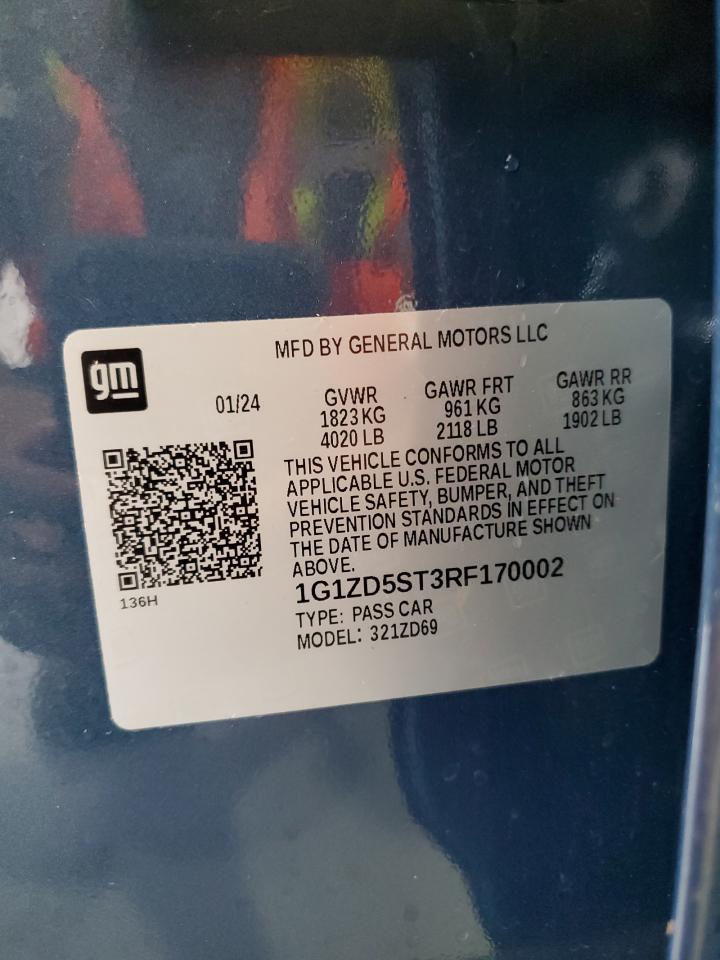 MFD BY GENERAL MOTORS LLC
gm
01/24
GVWR
1823 KG
4020 LB
GAWR FRT
961 KG
2118 LB
GAWR RR
863 KG
1902 LB
THIS VEHICLE CONFORMS TO ALL
APPLICABLE U.S. FEDERAL MOTOR
VEHICLE SAFETY, BUMPER, AND THEFT
PREVENTION STANDARDS IN EFFECT ON
THE DATE OF MANUFACTURE SHOWN
ABOVE.
136H
1G1ZD5ST3RF170002
TYPE: PASS CAR
MODEL: 321ZD69